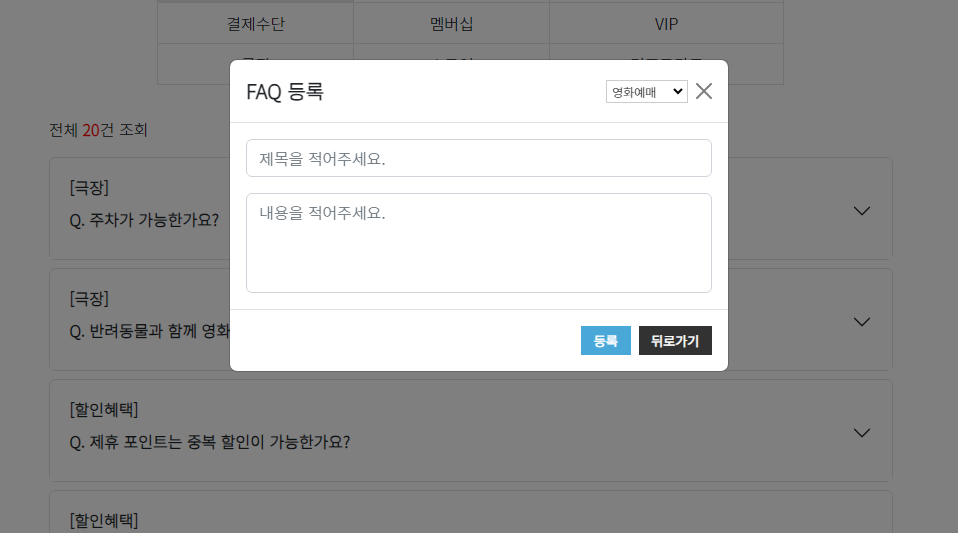 결제수단 멤버십 VIP
FAQ 등록 영화예매
전체 20건 조회
제목을 적어주세요.
내용을 적어주세요.
[극장]
Q. 주차가 가능한가요?
[극장]
Q. 반려동물과 함께 영화
등록 뒤로가기
[할인혜택]
Q. 제휴 포인트는 중복 할인이 가능한가요?
[할인혜택]